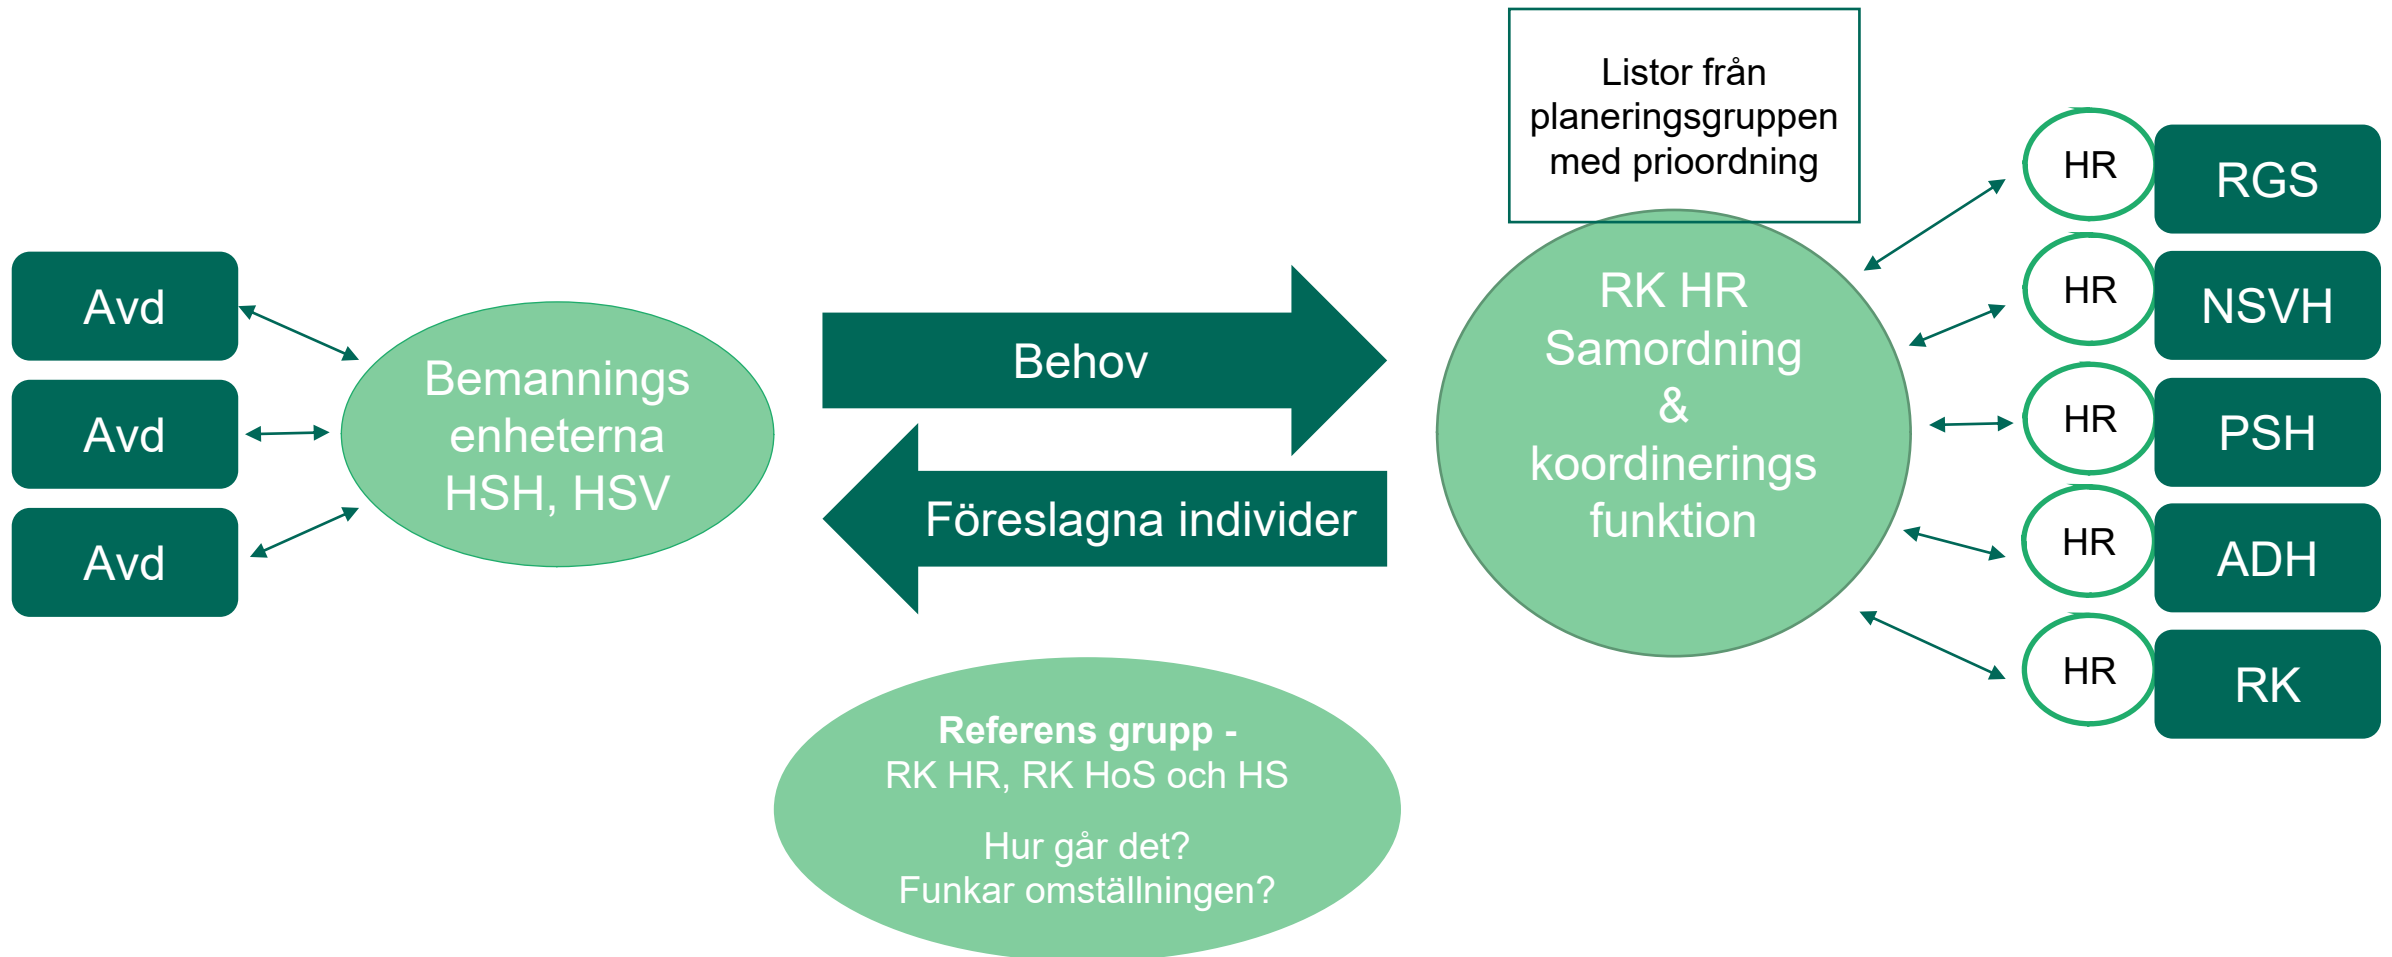 Listor från
planeringsgruppen
med prioordning
Avd
Avd
Avd
Bemannings
enheterna
HSH, HSV
Behov
Föreslagna individer
RK HR
Samordning
&
koordinerings
funktion
HR
RGS
HR
NSVH
HR
PSH
HR
ADH
HR
RK
Referens grupp -
RK HR, RK HoS och HS
Hur går det?
Funkar omställningen?